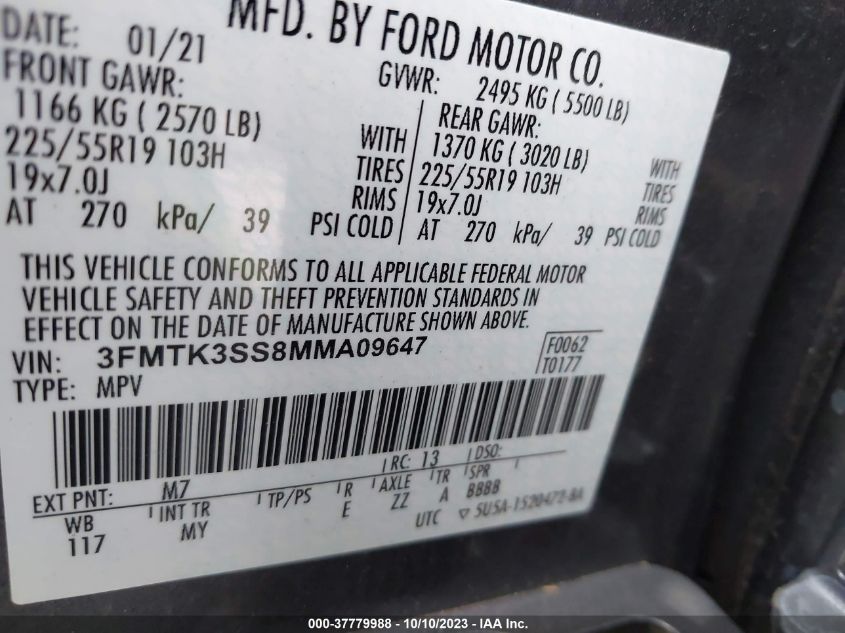 MFD. BY FORD MOTOR CO.
DATE: 01/21
GVWR: 2495 KG ( 5500 LB)
FRONT GAWR:
1166 KG ( 2570 LB)
225/55R19 103H
19x7.0J
WITH
TIRES
RIMS
AT 270 kPa/ 39 PSI COLD
REAR GAWR:
1370 KG ( 3020 LB)
225/55R19 103H
19x7.0J
WITH
TIRES
RIMS
AT 270 kPa/ 39 PSI COLD
THIS VEHICLE CONFORMS TO ALL APPLICABLE FEDERAL MOTOR
VEHICLE SAFETY AND THEFT PREVENTION STANDARDS IN
EFFECT ON THE DATE OF MANUFACTURE SHOWN ABOVE.
VIN: 3FMTK3SS8MMA09647
F0062
T0177
TYPE: MPV
EXT PNT: M7 RC: 13 DSO:
WB INT TR TP/PS R AXLE TR SPR
117 MY E ZZ A 8888
UTC ▽ 5U5A-1520472-BA
000-37779988 - 10/10/2023 - IAA Inc.